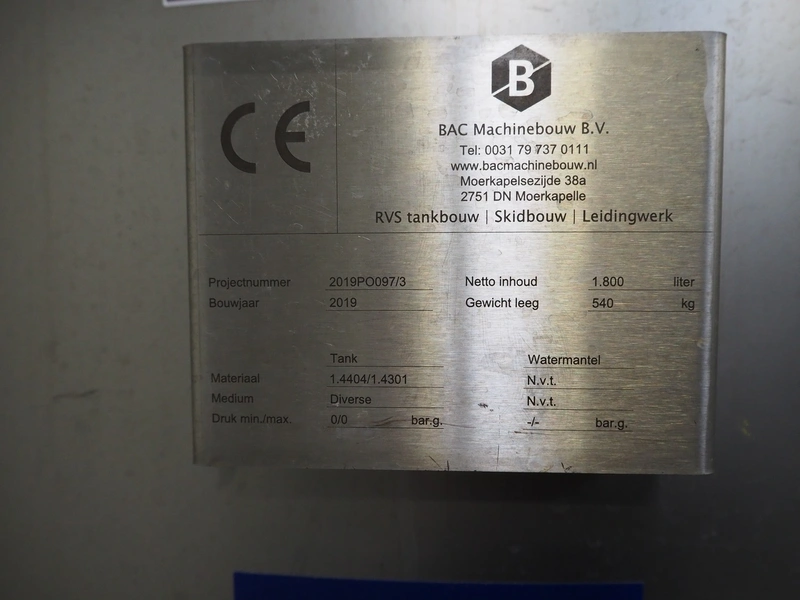 CE
B
BAC Machinebouw B.V.
Tel: 0031 79 737 0111
www.bacmachinebouw.nl
Moerkapelsezijde 38a
2751 DN Moerkapelle
RVS tankbouw | Skidbouw | Leidingwerk
Projectnummer 2019PO097/3 Netto inhoud 1.800 liter
Bouwjaar 2019 Gewicht leeg 540 kg
Tank Watermantel
Materiaal 1.4404/1.4301 N.v.t.
Medium Diverse N.v.t.
Druk min./max. 0/0 bar.g. -/- bar.g.